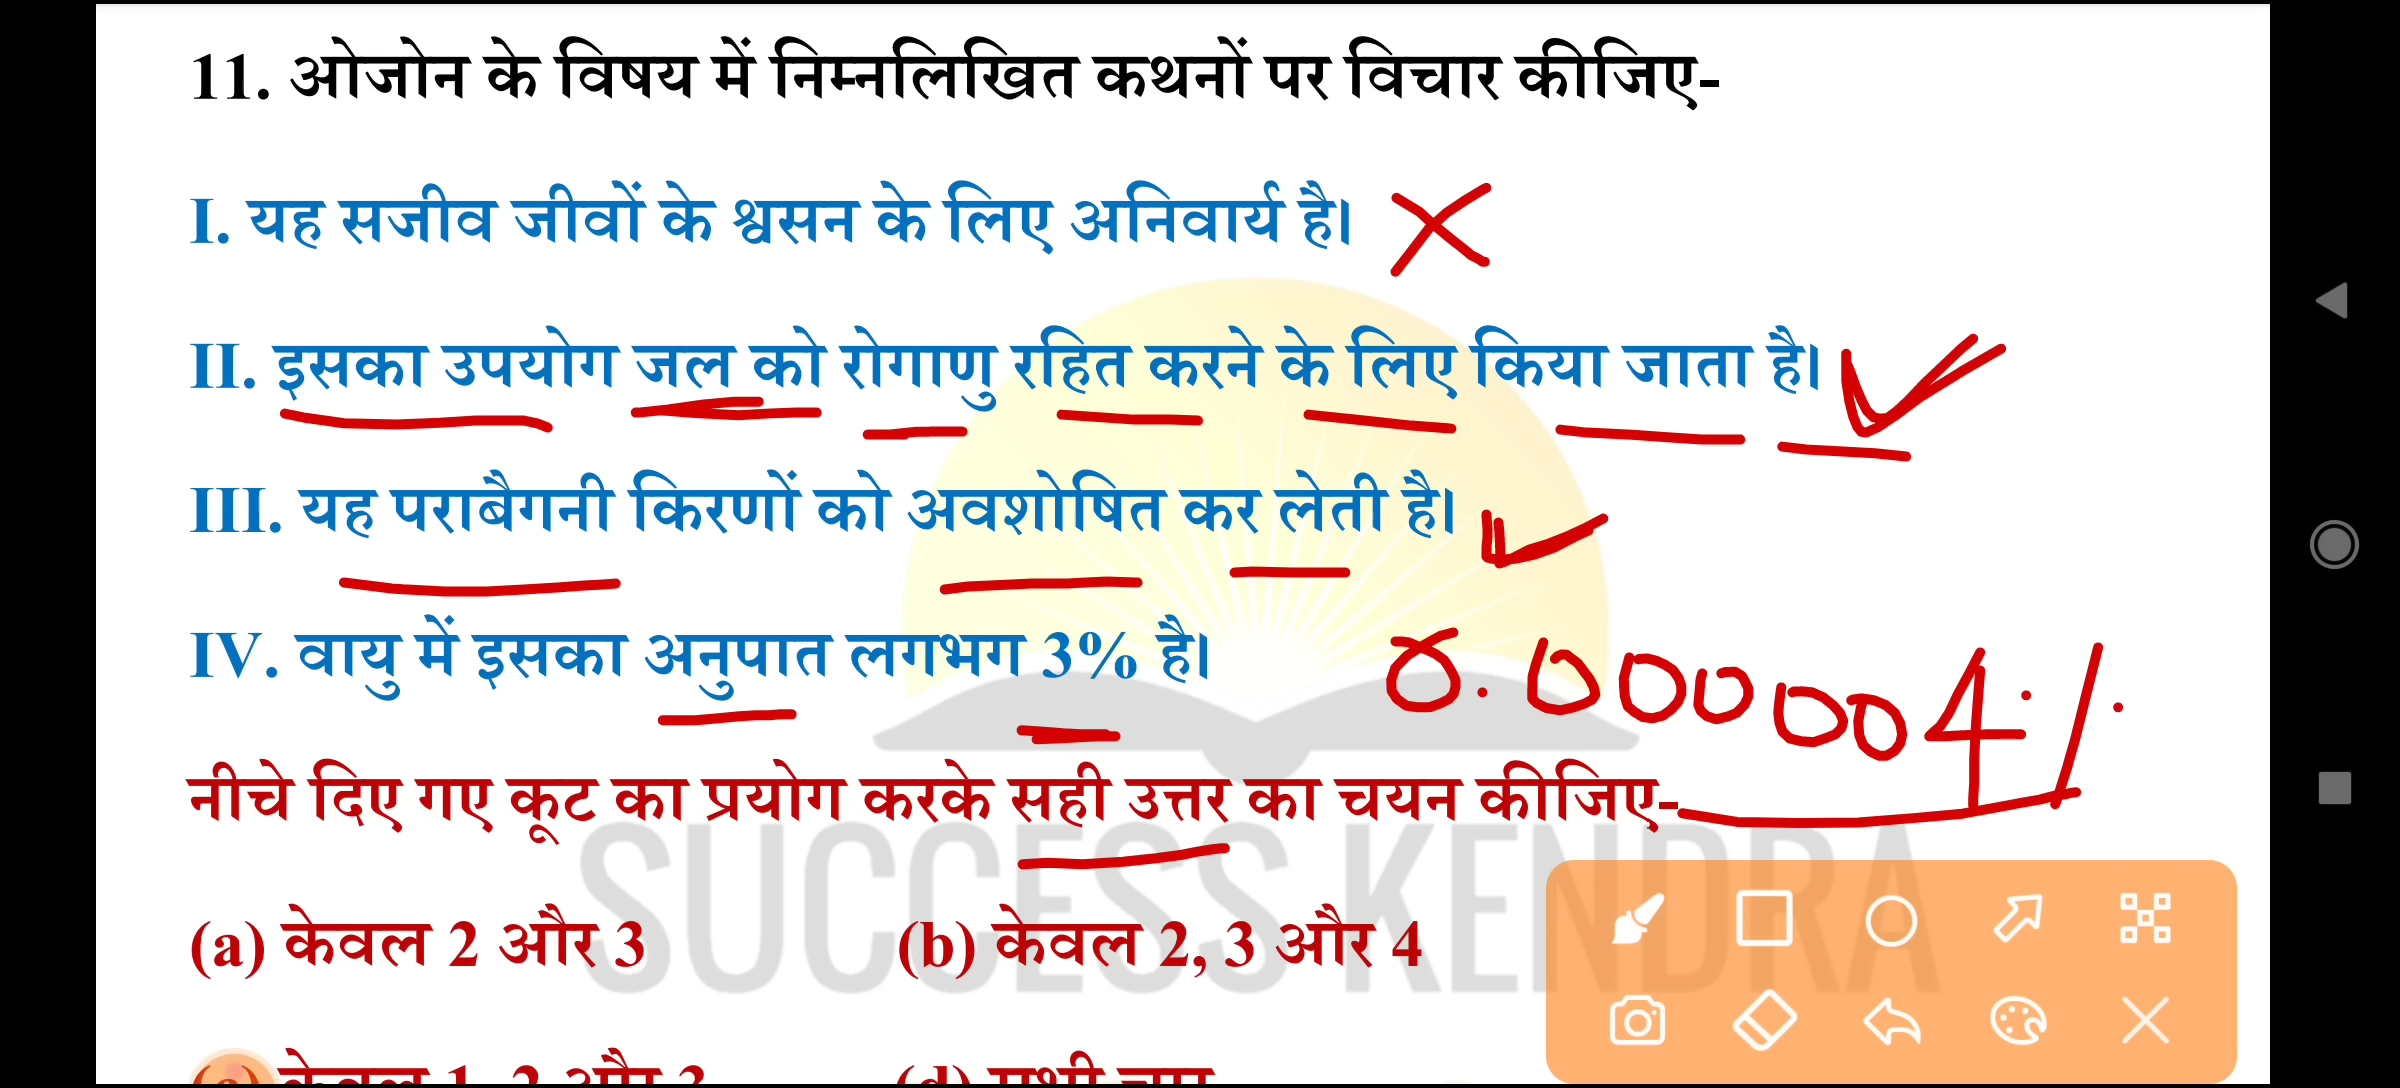 11. ओजोन के विषय में निम्नलिखित कथनों पर विचार कीजिए-
I. यह सजीव जीवों के श्वसन के लिए अनिवार्य है।
II. इसका उपयोग जल को रोगाणु रहित करने के लिए किया जाता है।
III. यह पराबैगनी किरणों को अवशोषित कर लेती है।
IV. वायु में इसका अनुपात लगभग 3% है।
0.000004%
नीचे दिए गए कूट का प्रयोग करके सही उत्तर का चयन कीजिए-
SUCCESS KENDRA
(a) केवल 2 और 3 (b) केवल 2, 3 और 4